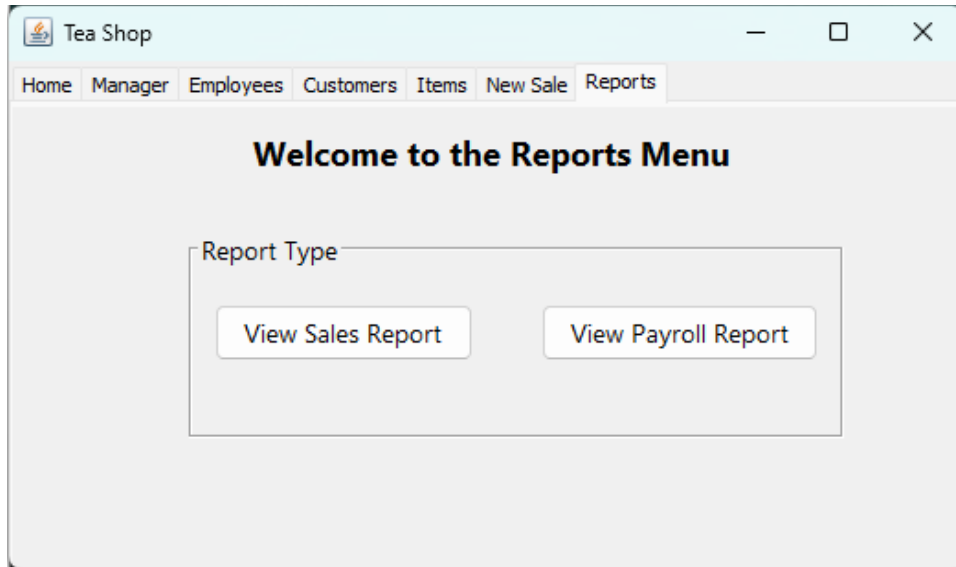 Tea Shop
Home Manager Employees Customers Items New Sale Reports
Welcome to the Reports Menu
Report Type
View Sales Report View Payroll Report